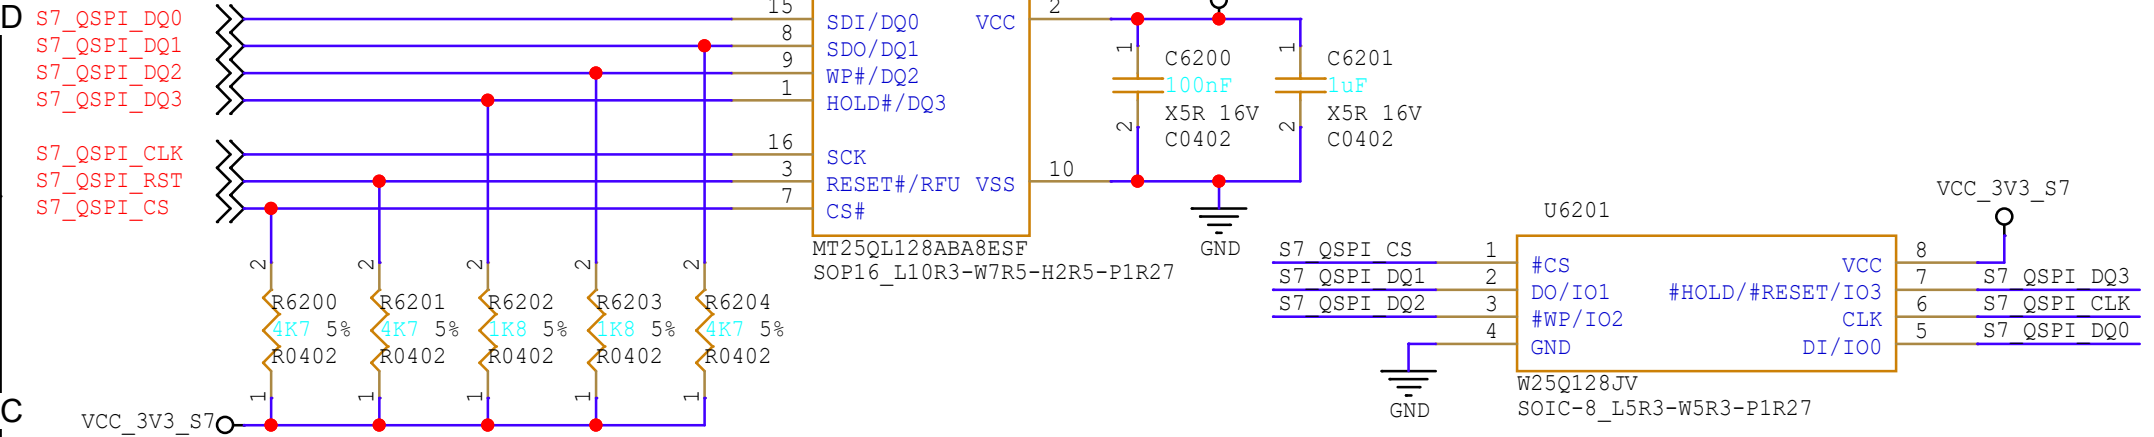 D
S7_QSPI_DQ0
S7_QSPI_DQ1
S7_QSPI_DQ2
S7_QSPI_DQ3
S7_QSPI_CLK
S7_QSPI_RST
S7_QSPI_CS
15
8
9
1
16
3
7
SDI/DQ0
SDO/DQ1
WP#/DQ2
HOLD#/DQ3
SCK
RESET#/RFU
CS#
VCC
VSS
2
10
MT25QL128ABA8ESF
SOP16_L10R3-W7R5-H2R5-P1R27
1
2
C6200
100nF
X5R 16V
C0402
1
2
C6201
1uF
X5R 16V
C0402
GND
2
R6200
4K7 5%
R0402
1
2
R6201
4K7 5%
R0402
1
2
R6202
1K8 5%
R0402
1
2
R6203
1K8 5%
R0402
1
2
R6204
4K7 5%
R0402
1
C
VCC_3V3_S7
U6201
VCC_3V3_S7
S7_QSPI_CS
S7_QSPI_DQ1
S7_QSPI_DQ2
1
2
3
4
#CS
DO/IO1
#WP/IO2
GND
VCC
#HOLD/#RESET/IO3
CLK
DI/IO0
8
7
6
5
S7_QSPI_DQ3
S7_QSPI_CLK
S7_QSPI_DQ0
GND
W25Q128JV
SOIC-8_L5R3-W5R3-P1R27